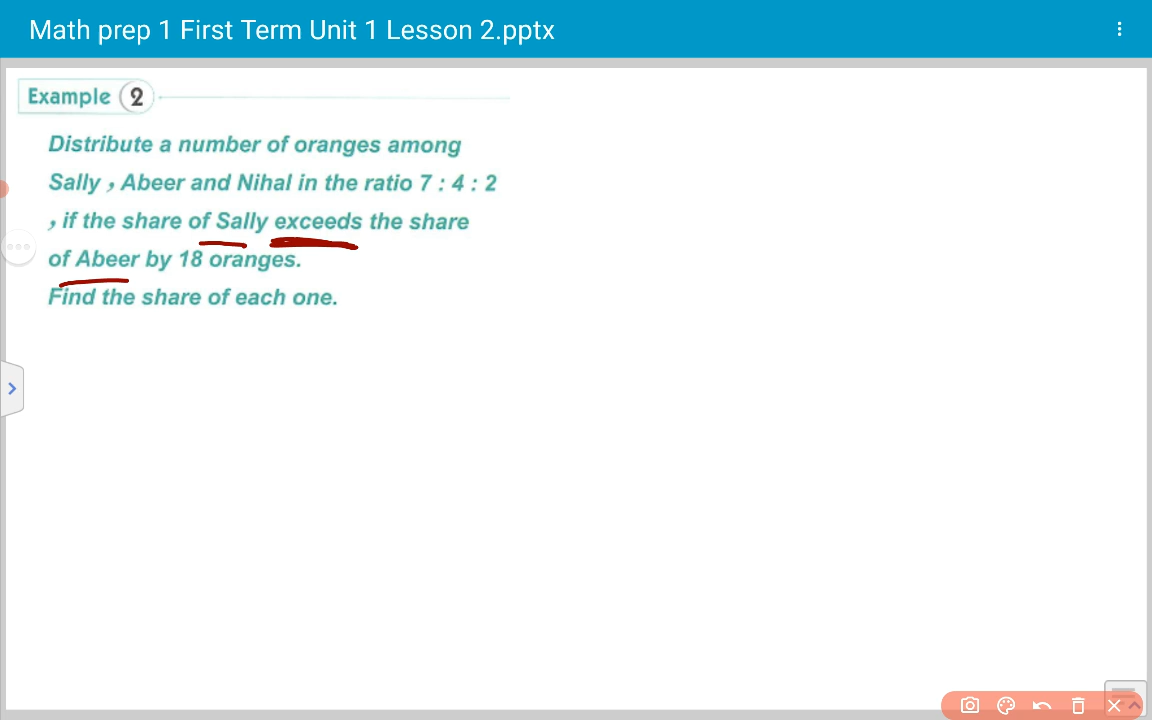 Math prep 1 First Term Unit 1 Lesson 2.pptx
Example 2
Distribute a number of oranges among
Sally , Abeer and Nihal in the ratio 7 : 4 : 2
, if the share of Sally exceeds the share
of Abeer by 18 oranges.
Find the share of each one.